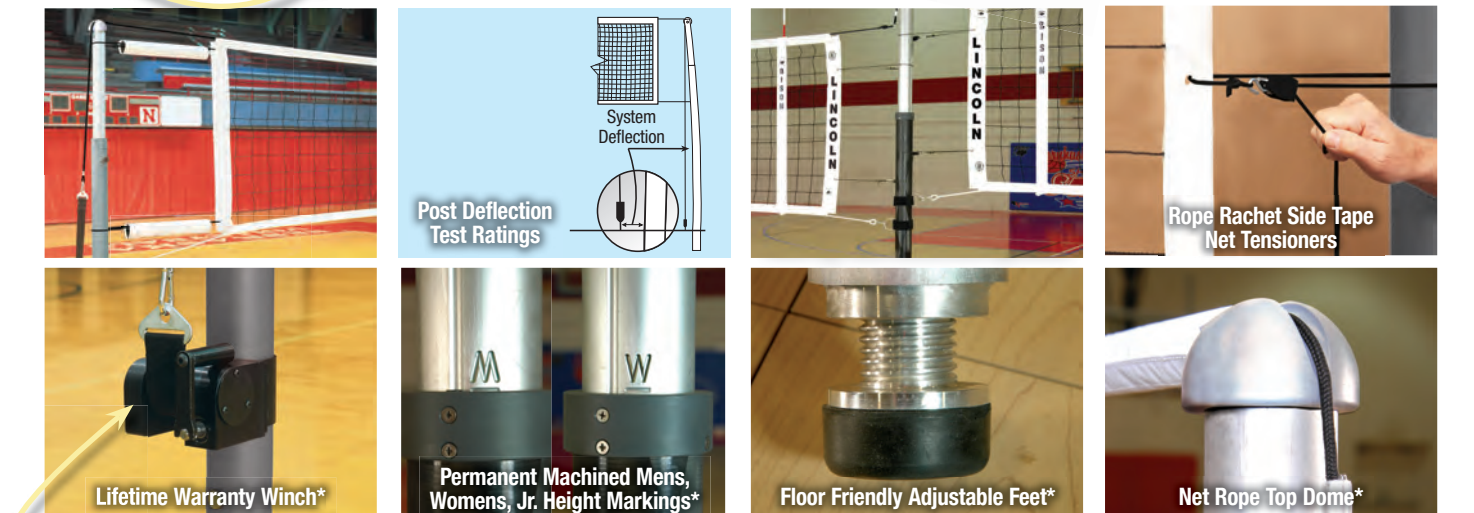 N
System
Deflection
Post Deflection
Test Ratings
BISON
LINCOLN
LINCOLN
BISON
Rope Rachet Side Tape
Net Tensioners
Lifetime Warranty Winch*
M
W
Permanent Machined Mens,
Womens, Jr. Height Markings*
Floor Friendly Adjustable Feet*
Net Rope Top Dome*